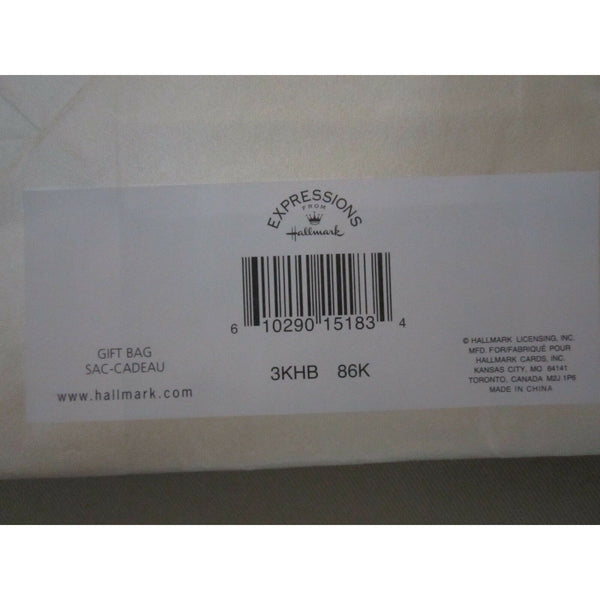 EXPRESSIONS
FROM
Hallmark
6 10290 15183 4
3KHB 86K
GIFT BAG
SAC-CADEAU
www.hallmark.com
© HALLMARK LICENSING, INC.
MFD. FOR/FABRIQUÉ POUR
HALLMARK CARDS, INC.
KANSAS CITY, MO 64141
TORONTO, CANADA M2J 1P6
MADE IN CHINA